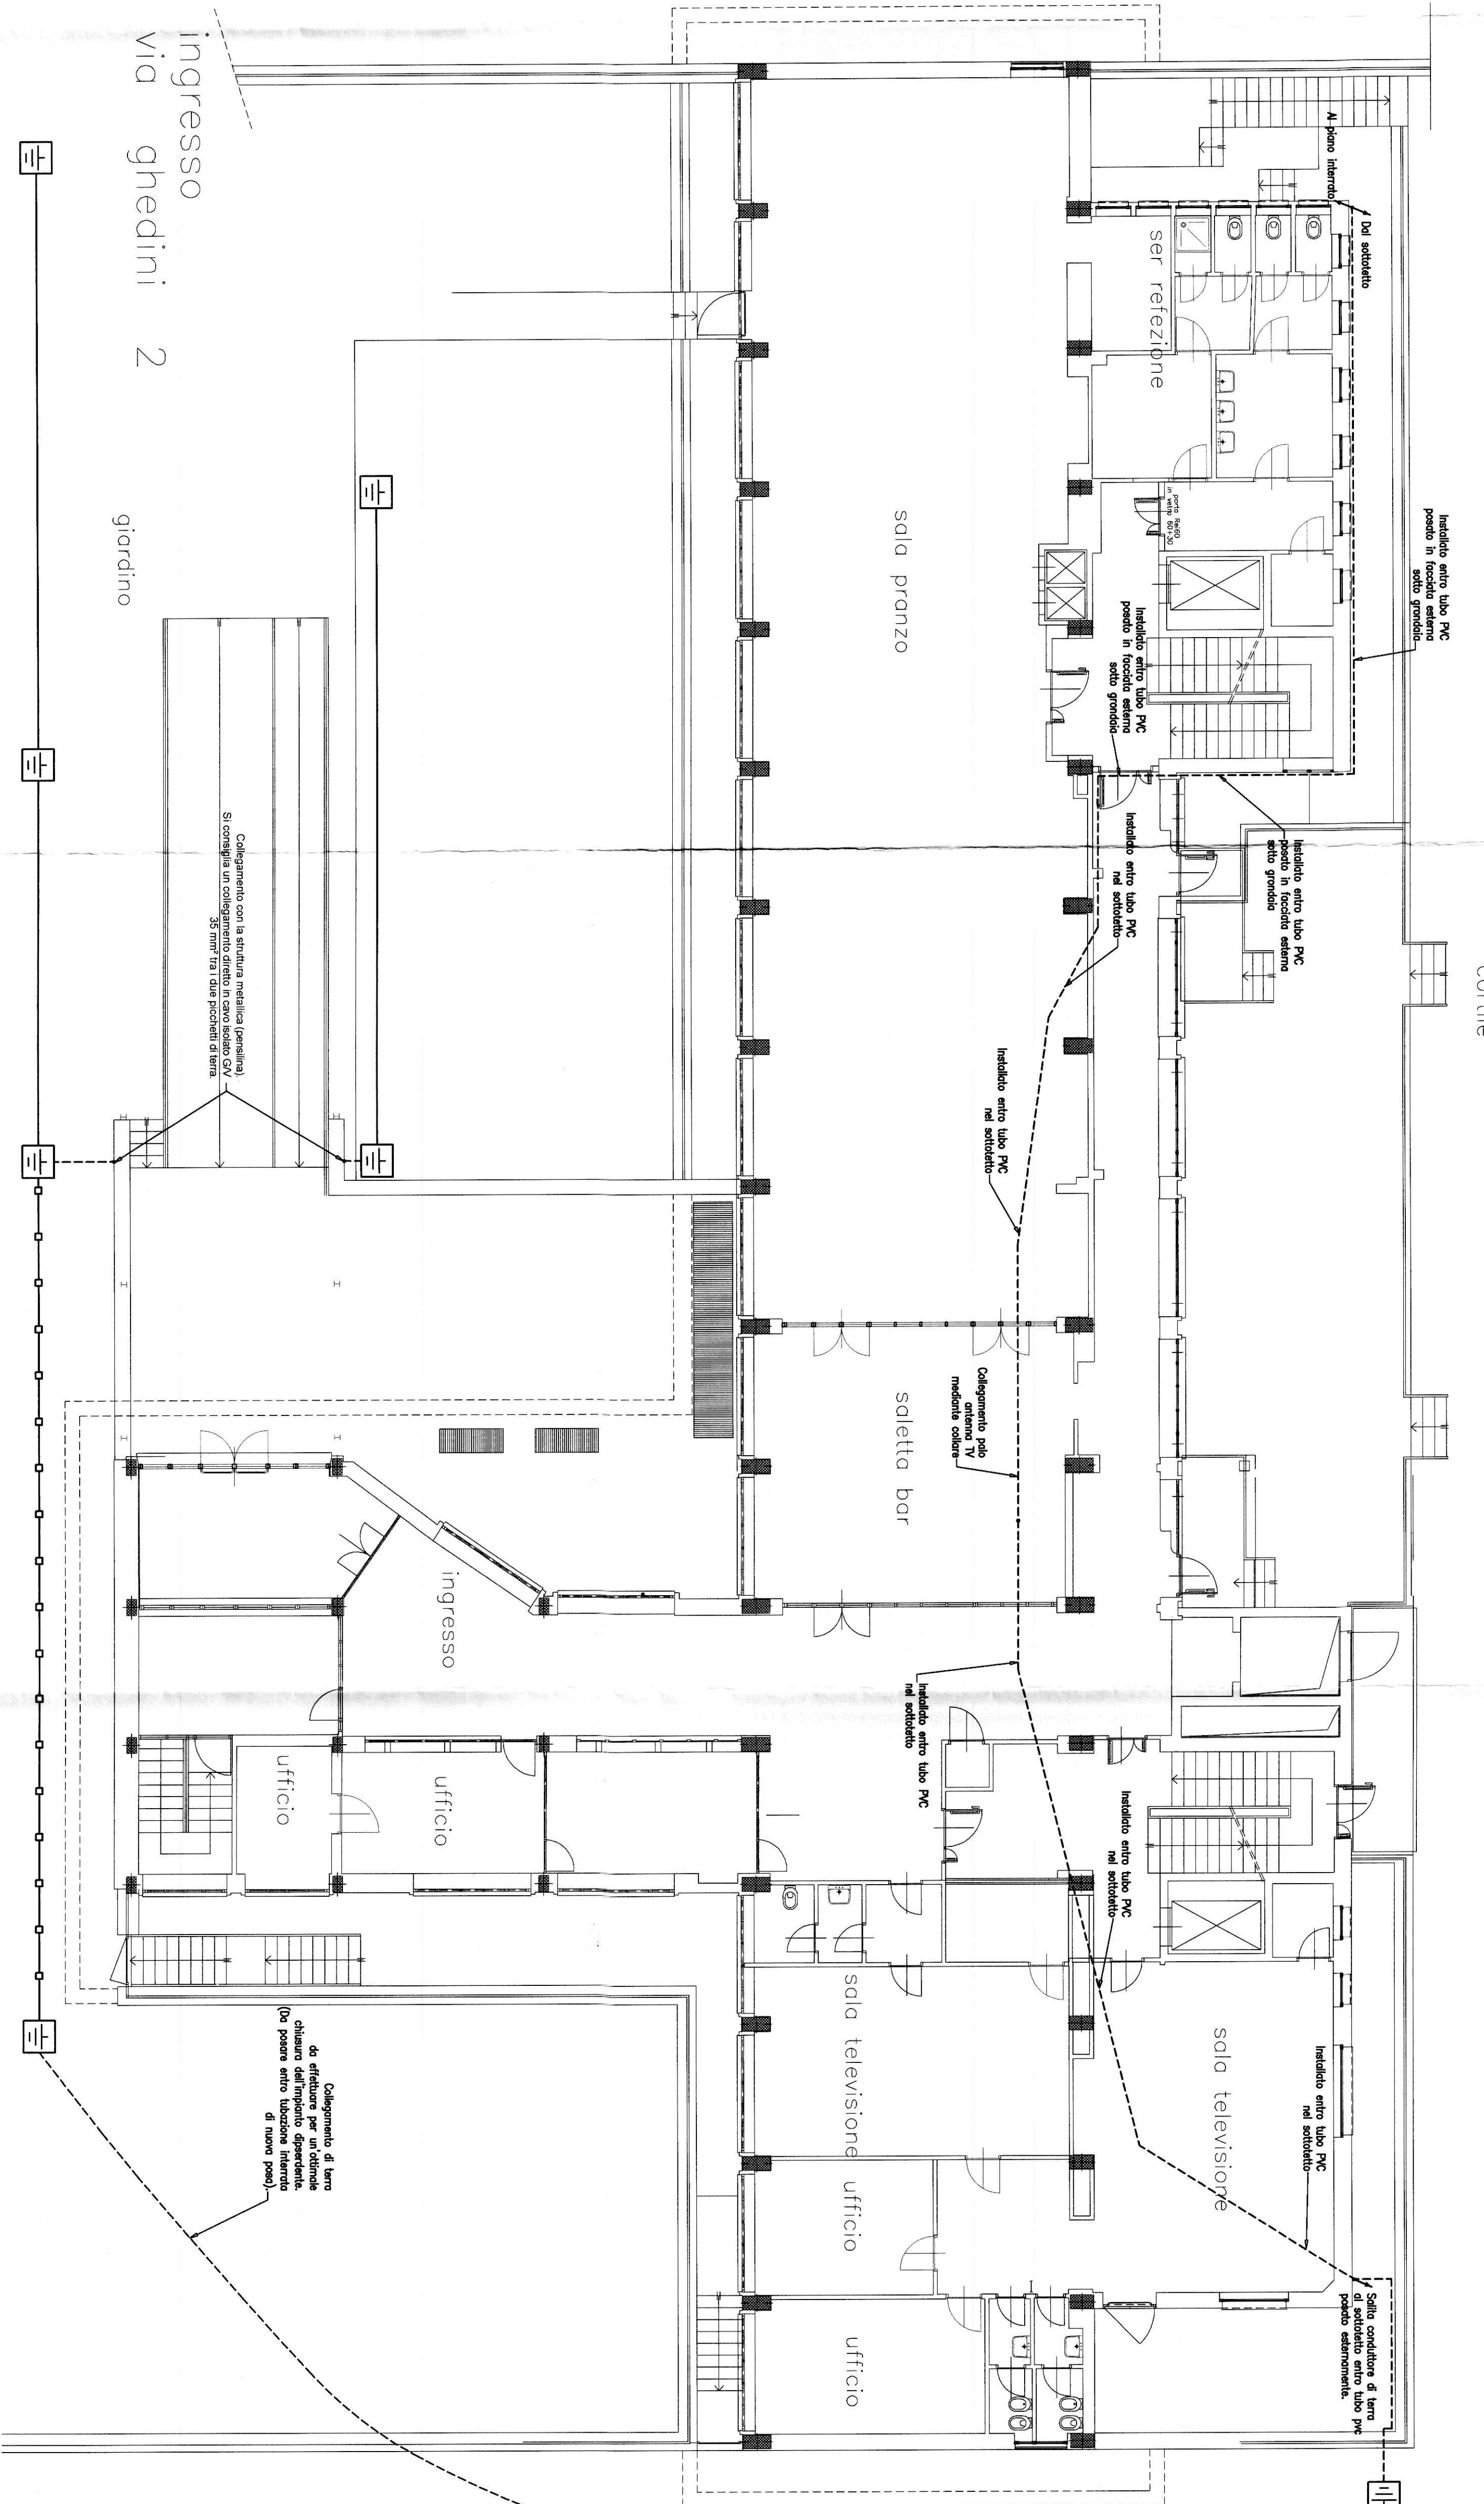 cortile
Installato entro tubo PVC
posato in facciata esterna
sotto grondaia
Al piano interrato
Dal sottotetto
ser refezione
porta Rei60
in vetro 60+30
Installato entro tubo PVC
posato in facciata esterna
sotto grondaia
Installato entro tubo PVC
posato in facciata esterna
sotto grondaia
Installato entro tubo PVC
nel sottotetto
Installato entro tubo PVC
nel sottotetto
Collegamento palo
antenna TV
mediante collare
Installato entro tubo PVC
nel sottotetto
Installato entro tubo PVC
nel sottotetto
Installato entro tubo PVC
nel sottotetto
Salita conduttore di terra
al sottotetto entro tubo pvc
posato esternamente.
sala televisione
sala pranzo
saletta bar
sala televisione
ufficio
ufficio
ingresso
ufficio
ufficio
Collegamento con la struttura metallica (pensilina).
Si consiglia un collegamento diretto in cavo isolato G/V
35 mm² tra i due picchetti di terra.
Collegamento di terra
da effettuare per un'ottimale
chiusura dell'impianto dipserdente.
(Da posare entro tubazione interrata
di nuova posa).
ingresso
via ghedini 2
giardino